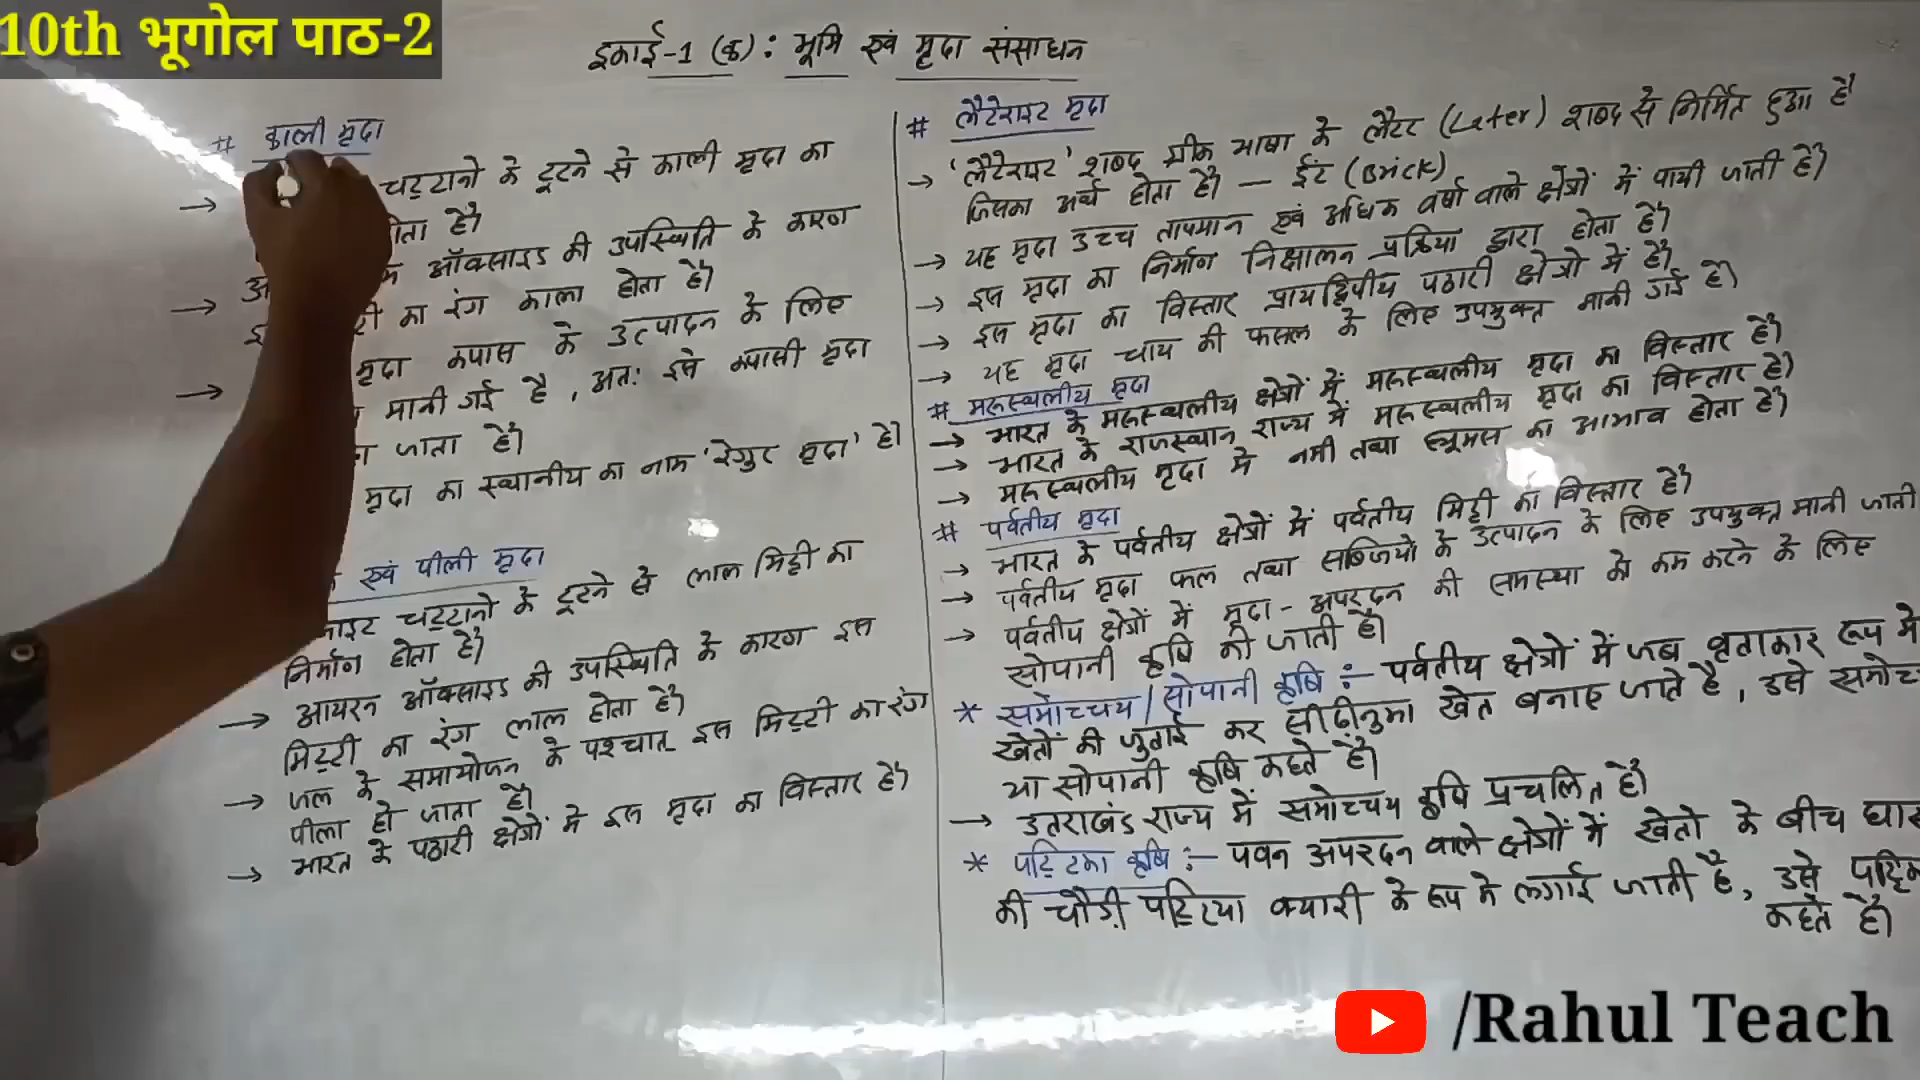 10th भूगोल पाठ-2
इकाई-1 (क) : भूमि एवं मृदा संसाधन
# काली मृदा
→ चट्टानो के टूटने से काली मृदा का
होता है।
→ ऑक्साइड की उपस्थिति के कारण
का रंग काला होता है।
→ मृदा कपास के उत्पादन के लिए
मानी गई है, अतः इसे कपासी मृदा
जाता है।
मृदा का स्थानीय का नाम 'रेगुर मृदा' है।
एवं पीली मृदा
चट्टानो के टूटने से लाल मिट्टी का
निर्माण होता है।
→ आयरन ऑक्साइड की उपस्थिति के कारण इस
मिट्टी का रंग लाल होता है।
→ जल के समायोजन के पश्चात् इस मिट्टी का रंग
पीला हो जाता है।
→ भारत के पठारी क्षेत्रों मे इस मृदा का विस्तार है।
# लैटेराइट मृदा
→ 'लैटेराइट' शब्द ग्रीक भाषा के लैटर (Later) शब्द से निर्मित हुआ है
जिसका अर्थ होता है। — ईंट (Brick)
→ यह मृदा उच्च तापमान एवं अधिक वर्षा वाले क्षेत्रों में पायी जाती है।
→ इस मृदा का निर्माण निक्षालन प्रक्रिया द्वारा होता है।
→ इस मृदा का विस्तार प्रायद्विपीय पठारी क्षेत्रो में है।
→ यह मृदा चाय की फसल के लिए उपयुक्त मानी गई है।
# मरूस्थलीय मृदा
→ भारत के मरूस्थलीय क्षेत्रों में मरूस्थलीय मृदा का विस्तार है।
→ भारत के राजस्थान राज्य में मरूस्थलीय मृदा का विस्तार है।
→ मरूस्थलीय मृदा मे नमी तथा ह्यूमस का आभाव होता है।
# पर्वतीय मृदा
→ भारत के पर्वतीय क्षेत्रों में पर्वतीय मिट्टी का विस्तार है।
→ पर्वतीय मृदा फल तथा सब्जियो के उत्पादन के लिए उपयुक्त मानी जाती
→ पर्वतीय क्षेत्रों में मृदा-अपरदन की समस्या को कम करने के लिए
सोपानी कृषि की जाती है।
* समोच्चय/सोपानी कृषि :- पर्वतीय क्षेत्रों में जब वृताकार रूप में
खेतों की जुताई कर सीढ़ीनुमा खेत बनाए जाते है, उसे
या सोपानी कृषि कहते है।
→ उतराखंड राज्य में समोच्चय कृषि प्रचलित है।
* पट्टिका कृषि :- पवन अपरदन वाले क्षेत्रों में खेतो के बीच घास
की चौड़ी पट्टिया क्यारी के रूप मे लगाई जाती है, उसे
कहते है।
/Rahul Teach